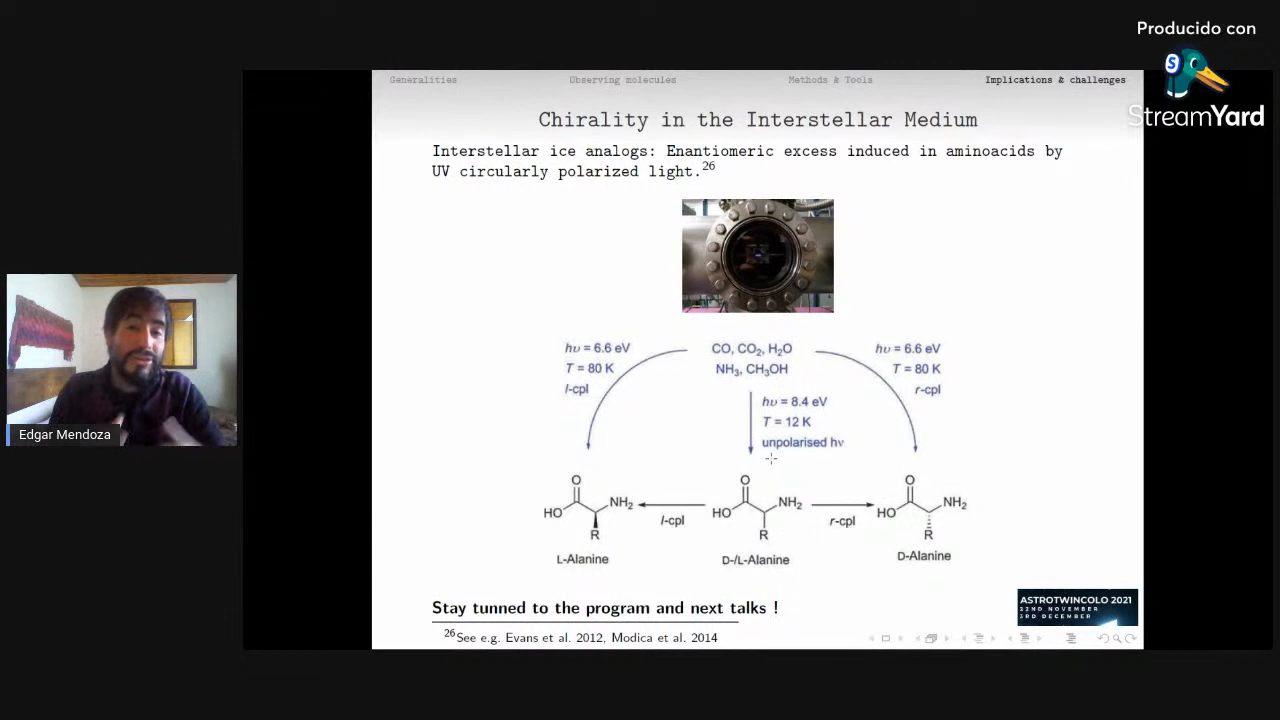 Producido con
S
StreamYard
Generalities Observing molecules Methods & Tools Implications & challenges
Chirality in the Interstellar Medium
Interstellar ice analogs: Enantiomeric excess induced in aminoacids by
UV circularly polarized light.26
hυ = 6.6 eV
T = 80 K
l-cpl
CO, CO2, H2O
NH3, CH3OH
hυ = 8.4 eV
T = 12 K
unpolarised hν
hυ = 6.6 eV
T = 80 K
r-cpl
O
HO
NH2
R
L-Alanine
l-cpl
O
HO
NH2
R
D-/L-Alanine
r-cpl
O
HO
NH2
R
D-Alanine
Edgar Mendoza
Stay tunned to the program and next talks !
ASTROTWINCOLO 2021
22ND NOVEMBER
3RD DECEMBER
26See e.g. Evans et al. 2012, Modica et al. 2014